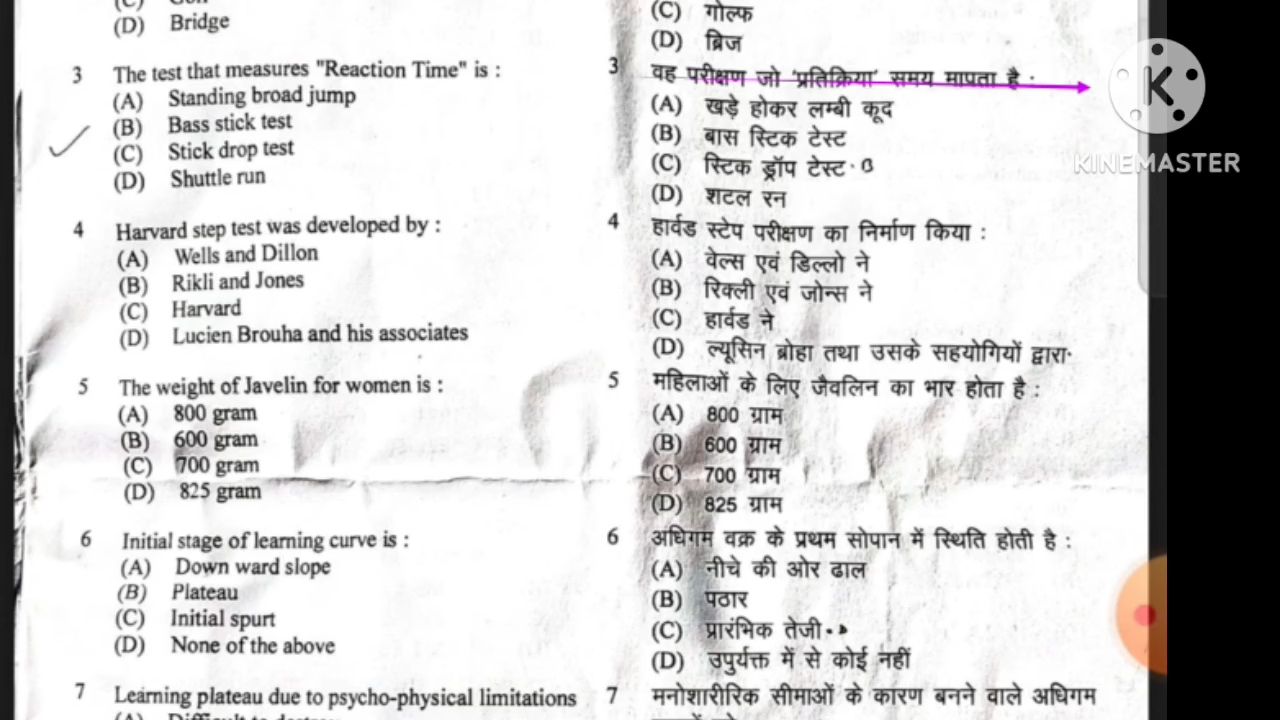 (D) Bridge
3 The test that measures "Reaction Time" is :
(A) Standing broad jump
(B) Bass stick test
(C) Stick drop test
(D) Shuttle run
4 Harvard step test was developed by :
(A) Wells and Dillon
(B) Rikli and Jones
(C) Harvard
(D) Lucien Brouha and his associates
5 The weight of Javelin for women is :
(A) 800 gram
(B) 600 gram
(C) 700 gram
(D) 825 gram
6 Initial stage of learning curve is :
(A) Down ward slope
(B) Plateau
(C) Initial spurt
(D) None of the above
7 Learning plateau due to psycho-physical limitations
(C) गोल्फ
(D) ब्रिज
3 वह परीक्षण जो 'प्रतिक्रिया' समय मापता है :
(A) खड़े होकर लम्बी कूद
(B) बास स्टिक टेस्ट
(C) स्टिक ड्रॉप टेस्ट
(D) शटल रन
4 हार्वड स्टेप परीक्षण का निर्माण किया :
(A) वेल्स एवं डिल्लो ने
(B) रिक्ली एवं जोन्स ने
(C) हार्वड ने
(D) ल्यूसिन ब्रोहा तथा उसके सहयोगियों द्वारा
5 महिलाओं के लिए जैवलिन का भार होता है :
(A) 800 ग्राम
(B) 600 ग्राम
(C) 700 ग्राम
(D) 825 ग्राम
6 अधिगम वक्र के प्रथम सोपान में स्थिति होती है :
(A) नीचे की ओर ढाल
(B) पठार
(C) प्रारंभिक तेजी
(D) उपुर्यक्त में से कोई नहीं
7 मनोशारीरिक सीमाओं के कारण बनने वाले अधिगम
K
KINEMASTER